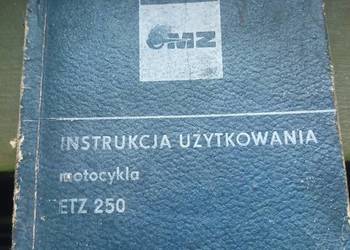 MZ
INSTRUKCJA UŻYTKOWANIA
motocykla
ETZ 250